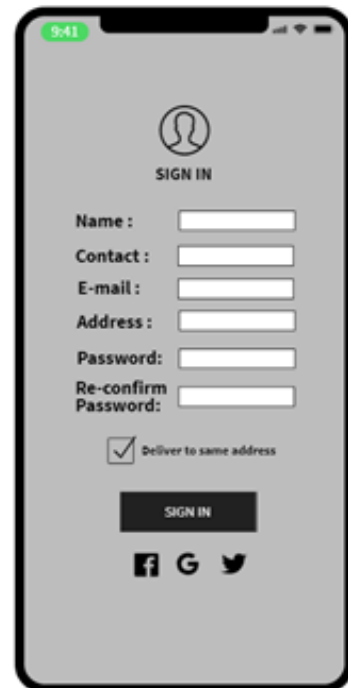 9:41
SIGN IN
Name :
Contact :
E-mail :
Address :
Password:
Re-confirm
Password:
Deliver to same address
SIGN IN